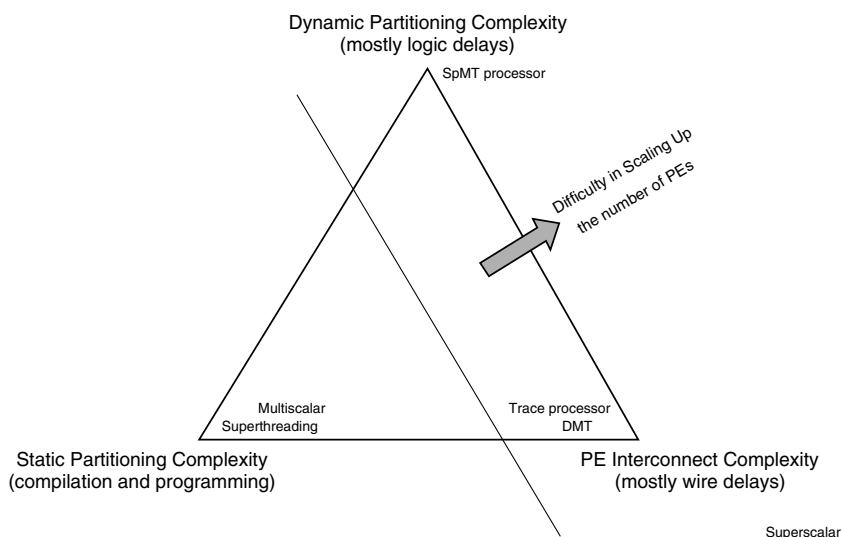 Dynamic Partitioning Complexity
(mostly logic delays)
SpMT processor
Difficulty in Scaling Up
the number of PEs
Multiscalar
Superthreading
Trace processor
DMT
Static Partitioning Complexity
(compilation and programming)
PE Interconnect Complexity
(mostly wire delays)
Superscalar